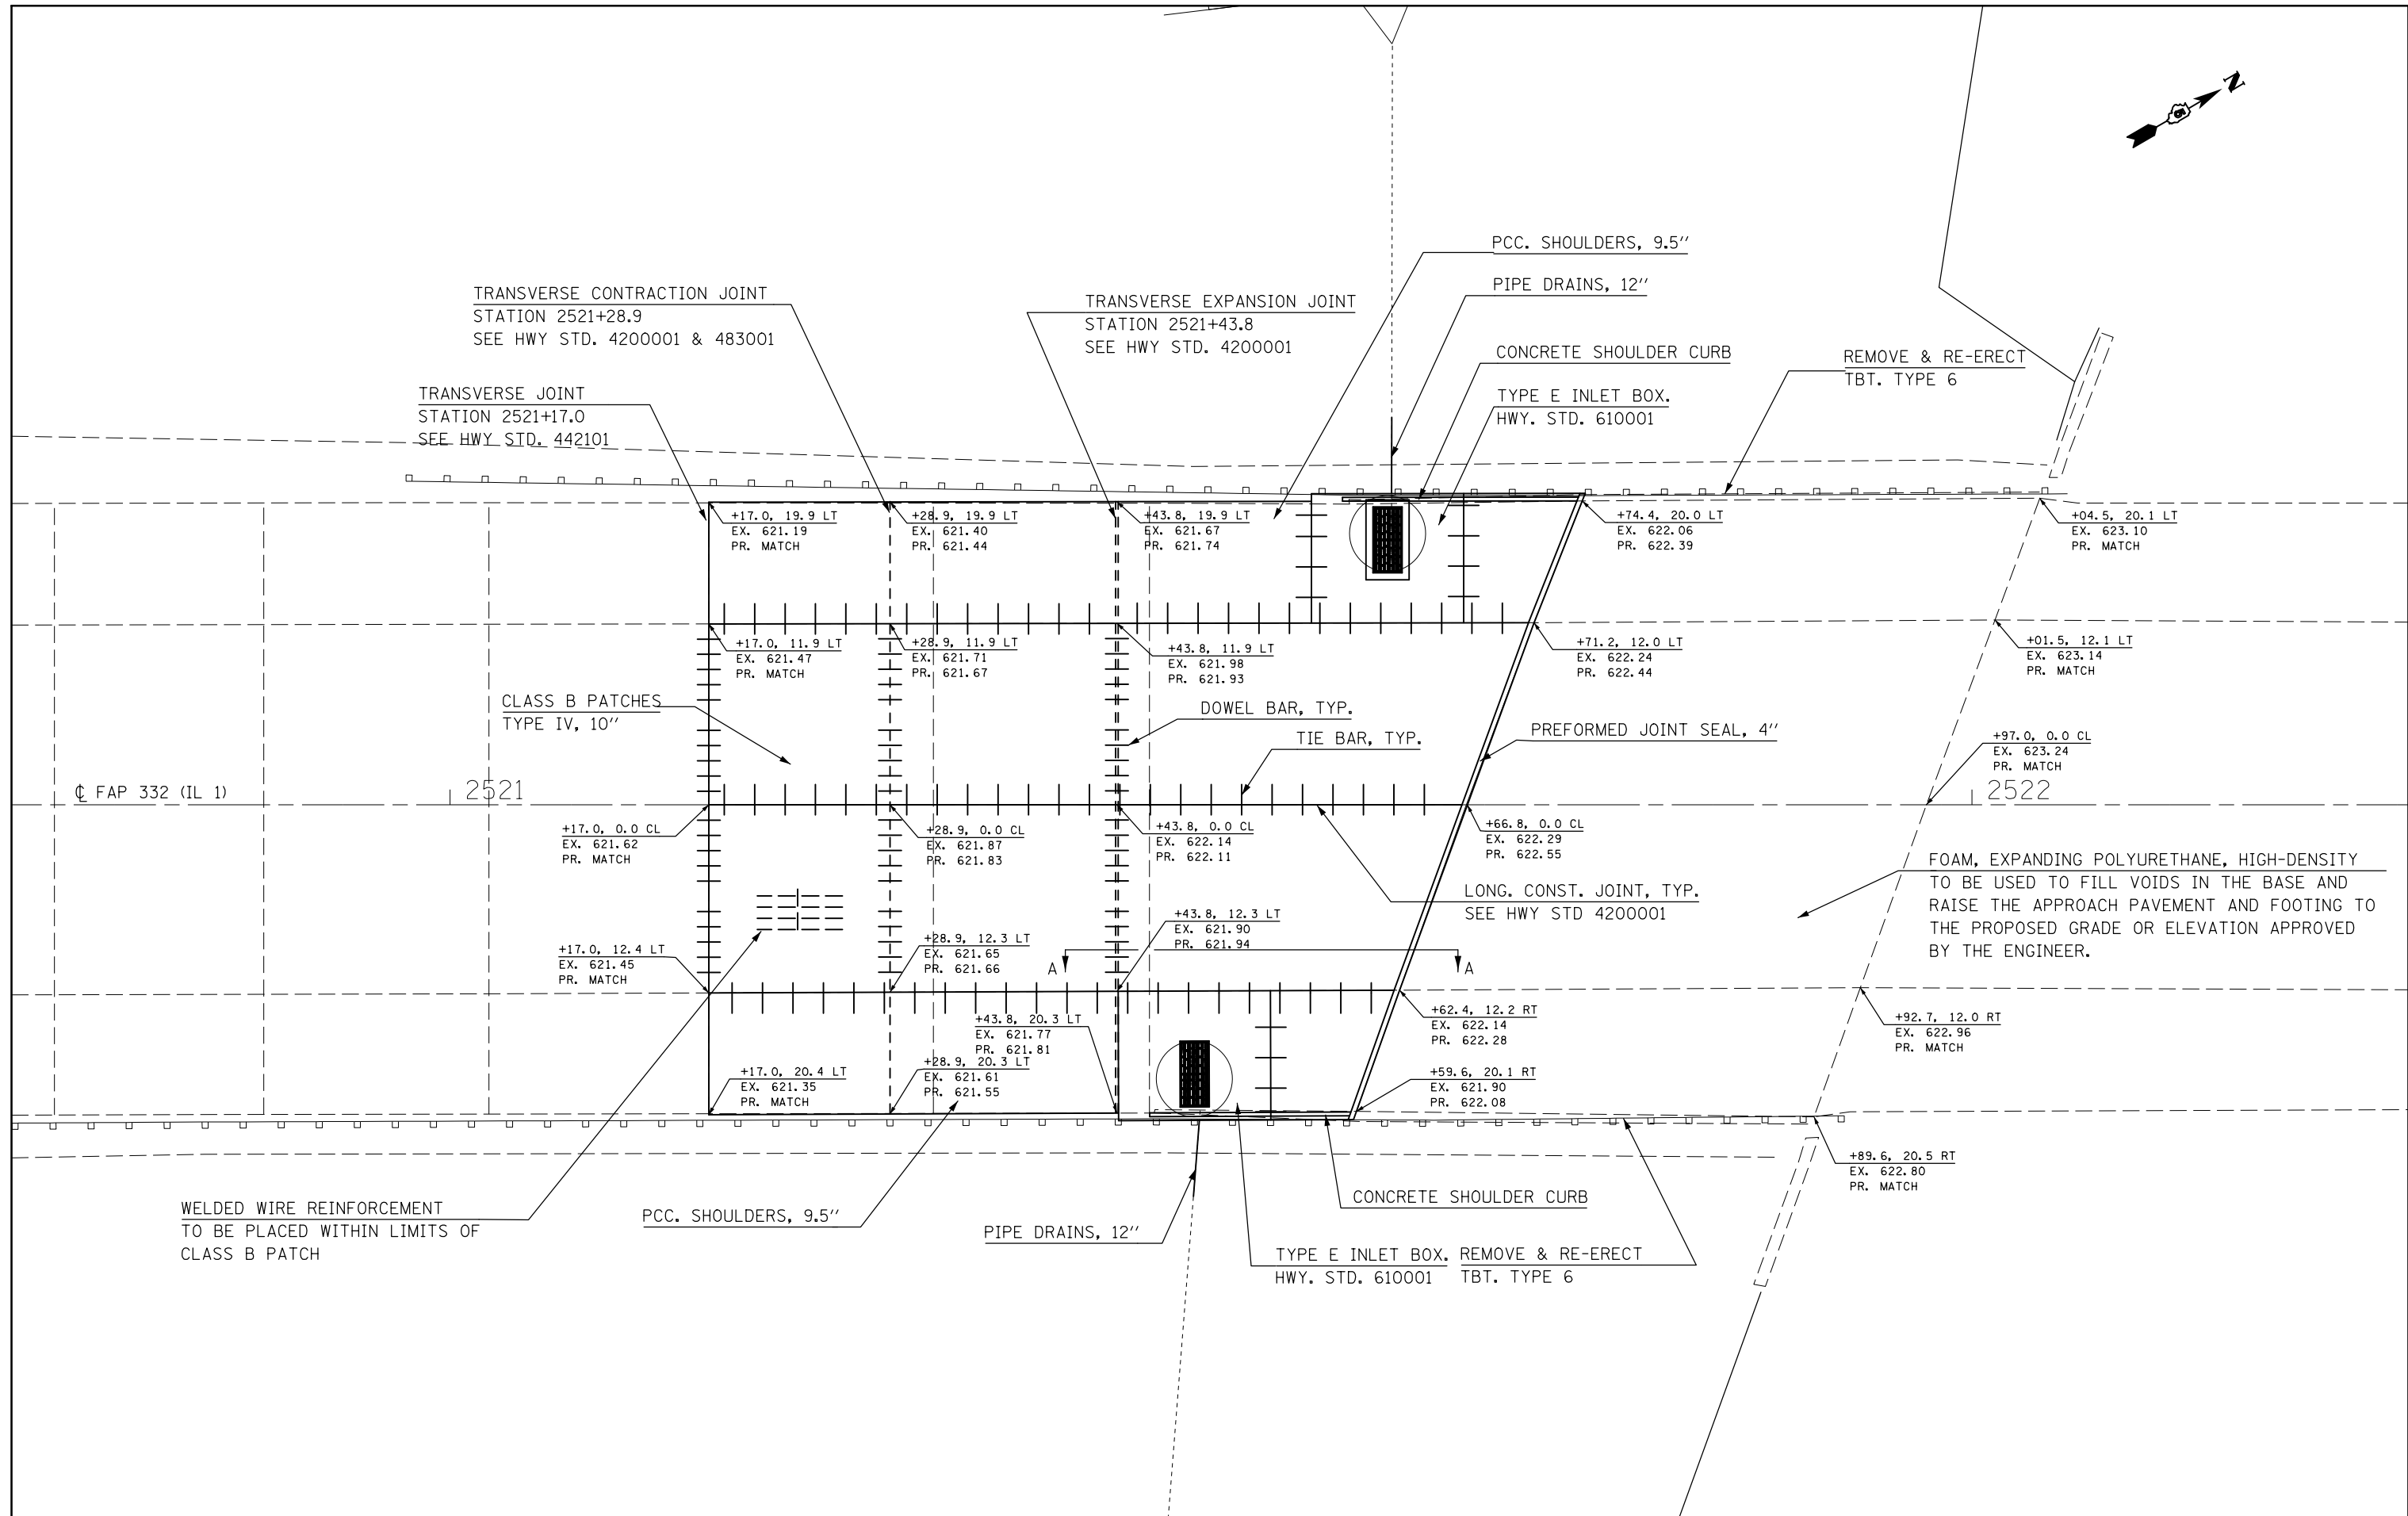 N
PCC. SHOULDERS, 9.5"
PIPE DRAINS, 12"
TRANSVERSE CONTRACTION JOINT
STATION 2521+28.9
SEE HWY STD. 4200001 & 483001
TRANSVERSE EXPANSION JOINT
STATION 2521+43.8
SEE HWY STD. 4200001
CONCRETE SHOULDER CURB
REMOVE & RE-ERECT
TBT. TYPE 6
TRANSVERSE JOINT
STATION 2521+17.0
SEE HWY STD. 442101
TYPE E INLET BOX.
HWY. STD. 610001
+17.0, 19.9 LT
EX. 621.19
PR. MATCH
+28.9, 19.9 LT
EX. 621.40
PR. 621.44
+43.8, 19.9 LT
EX. 621.67
PR. 621.74
+74.4, 20.0 LT
EX. 622.06
PR. 622.39
+04.5, 20.1 LT
EX. 623.10
PR. MATCH
+17.0, 11.9 LT
EX. 621.47
PR. MATCH
+28.9, 11.9 LT
EX. 621.71
PR. 621.67
+43.8, 11.9 LT
EX. 621.98
PR. 621.93
+71.2, 12.0 LT
EX. 622.24
PR. 622.44
+01.5, 12.1 LT
EX. 623.14
PR. MATCH
CLASS B PATCHES
TYPE IV, 10"
DOWEL BAR, TYP.
TIE BAR, TYP.
PREFORMED JOINT SEAL, 4"
+97.0, 0.0 CL
EX. 623.24
PR. MATCH
℄ FAP 332 (IL 1)
2521
2522
+17.0, 0.0 CL
EX. 621.62
PR. MATCH
+28.9, 0.0 CL
EX. 621.87
PR. 621.83
+43.8, 0.0 CL
EX. 622.14
PR. 622.11
+66.8, 0.0 CL
EX. 622.29
PR. 622.55
FOAM, EXPANDING POLYURETHANE, HIGH-DENSITY
TO BE USED TO FILL VOIDS IN THE BASE AND
RAISE THE APPROACH PAVEMENT AND FOOTING TO
THE PROPOSED GRADE OR ELEVATION APPROVED
BY THE ENGINEER.
LONG. CONST. JOINT, TYP.
SEE HWY STD 4200001
+17.0, 12.4 LT
EX. 621.45
PR. MATCH
+28.9, 12.3 LT
EX. 621.65
PR. 621.66
+43.8, 12.3 LT
EX. 621.90
PR. 621.94
A
A
+43.8, 20.3 LT
EX. 621.77
PR. 621.81
+62.4, 12.2 RT
EX. 622.14
PR. 622.28
+92.7, 12.0 RT
EX. 622.96
PR. MATCH
+17.0, 20.4 LT
EX. 621.35
PR. MATCH
+28.9, 20.3 LT
EX. 621.61
PR. 621.55
+59.6, 20.1 RT
EX. 621.90
PR. 622.08
+89.6, 20.5 RT
EX. 622.80
PR. MATCH
WELDED WIRE REINFORCEMENT
TO BE PLACED WITHIN LIMITS OF
CLASS B PATCH
PCC. SHOULDERS, 9.5"
PIPE DRAINS, 12"
CONCRETE SHOULDER CURB
TYPE E INLET BOX.
HWY. STD. 610001
REMOVE & RE-ERECT
TBT. TYPE 6